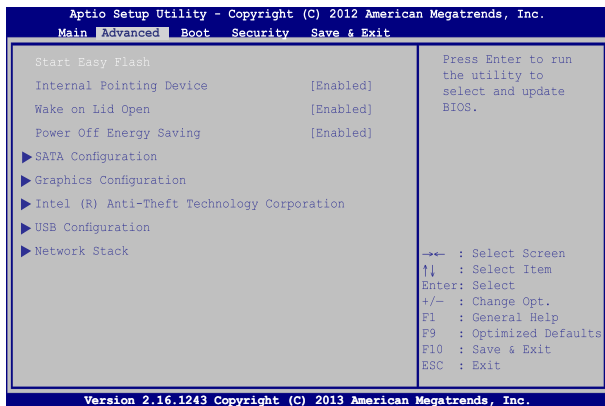 Aptio Setup Utility - Copyright (C) 2012 American Megatrends, Inc.
Main Advanced Boot Security Save & Exit
Start Easy Flash
Internal Pointing Device [Enabled]
Wake on Lid Open [Enabled]
Power Off Energy Saving [Enabled]
SATA Configuration
Graphics Configuration
Intel (R) Anti-Theft Technology Corporation
USB Configuration
Network Stack
Press Enter to run
the utility to
select and update
BIOS.
→← : Select Screen
↑↓ : Select Item
Enter: Select
+/— : Change Opt.
F1 : General Help
F9 : Optimized Defaults
F10 : Save & Exit
ESC : Exit
Version 2.16.1243 Copyright (C) 2013 American Megatrends, Inc.